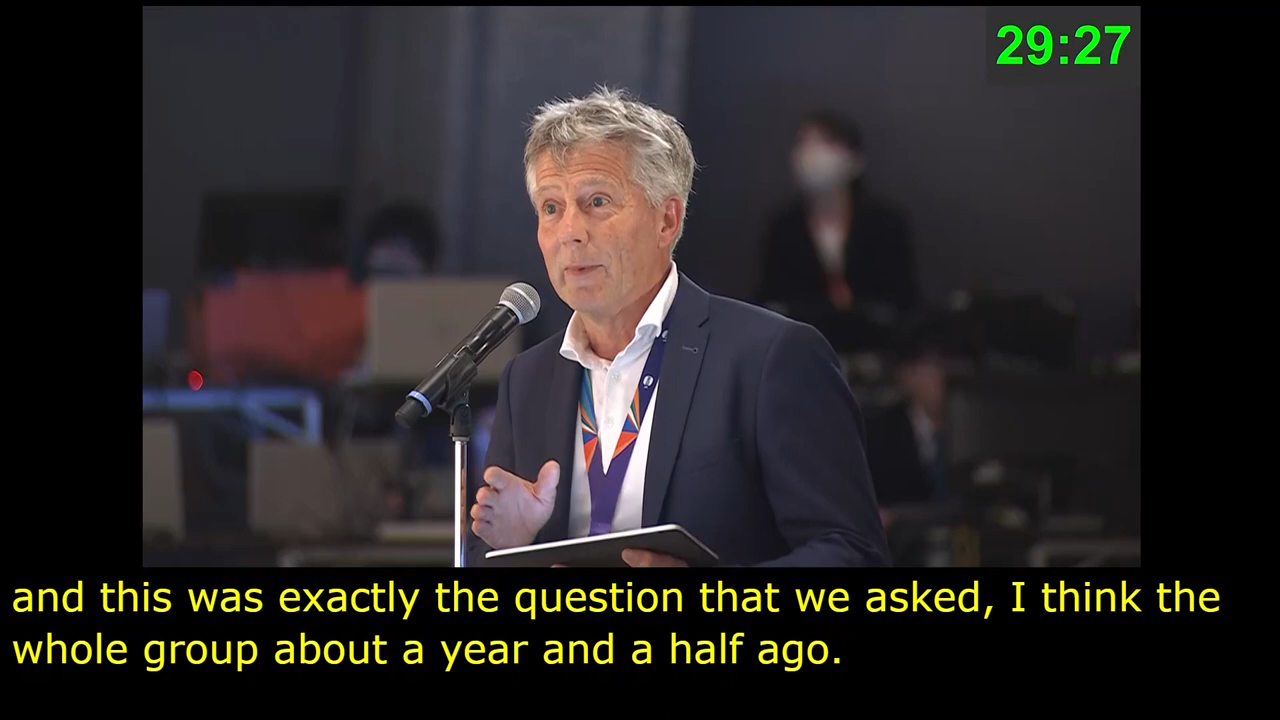 29:27
and this was exactly the question that we asked, I think the
whole group about a year and a half ago.